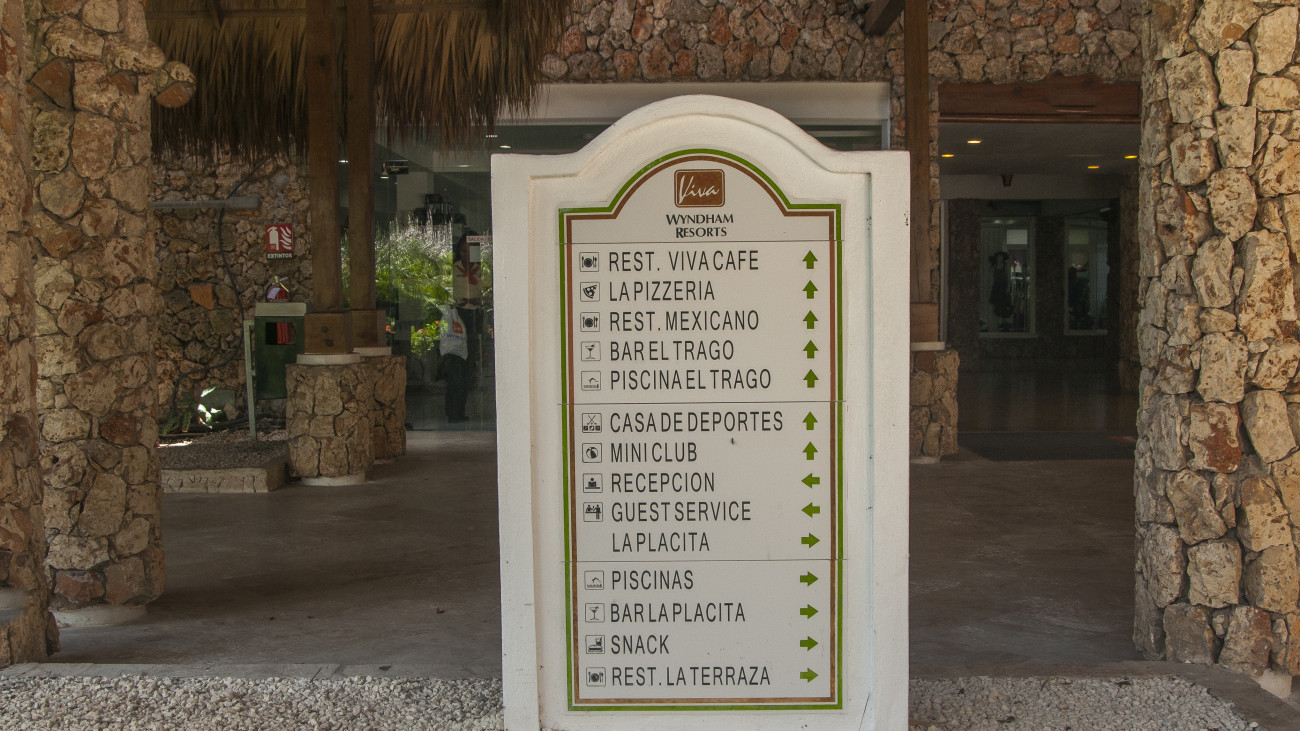 Viva
WYNDHAM
RESORTS
REST. VIVA CAFE
LA PIZZERIA
REST. MEXICANO
BAR EL TRAGO
PISCINA EL TRAGO
CASA DE DEPORTES
MINI CLUB
RECEPCION
GUEST SERVICE
LA PLACITA
PISCINAS
BAR LA PLACITA
SNACK
REST. LA TERRAZA
EXTINTOR